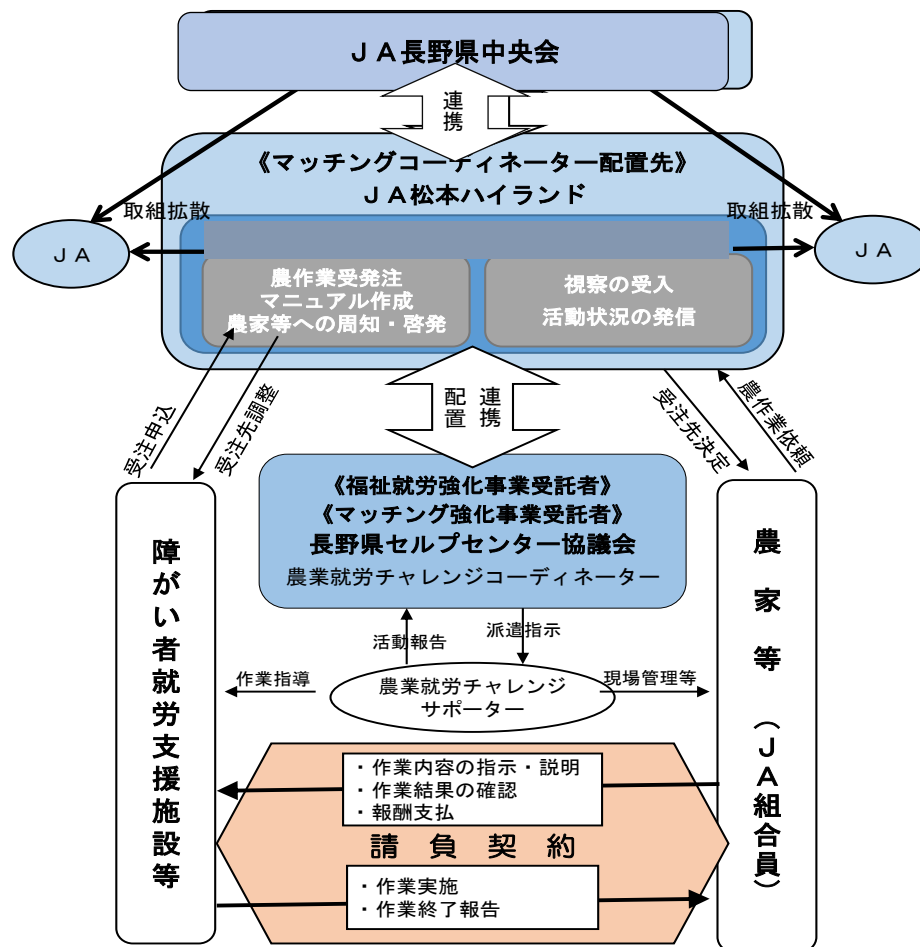 ＪＡ長野県中央会
連携
《マッチングコーディネーター配置先》
ＪＡ松本ハイランド
取組拡散
取組拡散
ＪＡ
ＪＡ
農作業受発注
マニュアル作成
農家等への周知・啓発
視察の受入
活動状況の発信
受注申込
受注先調整
配置
連携
受注先決定
農作業依頼
《福祉就労強化事業受託者》
《マッチング強化事業受託者》
長野県セルプセンター協議会
農業就労チャレンジコーディネーター
活動報告
派遣指示
作業指導
農業就労チャレンジ
サポーター
現場管理等
障がい者就労支援施設等
農家等（ＪＡ組合員）
・作業内容の指示・説明
・作業結果の確認
・報酬支払
請負契約
・作業実施
・作業終了報告